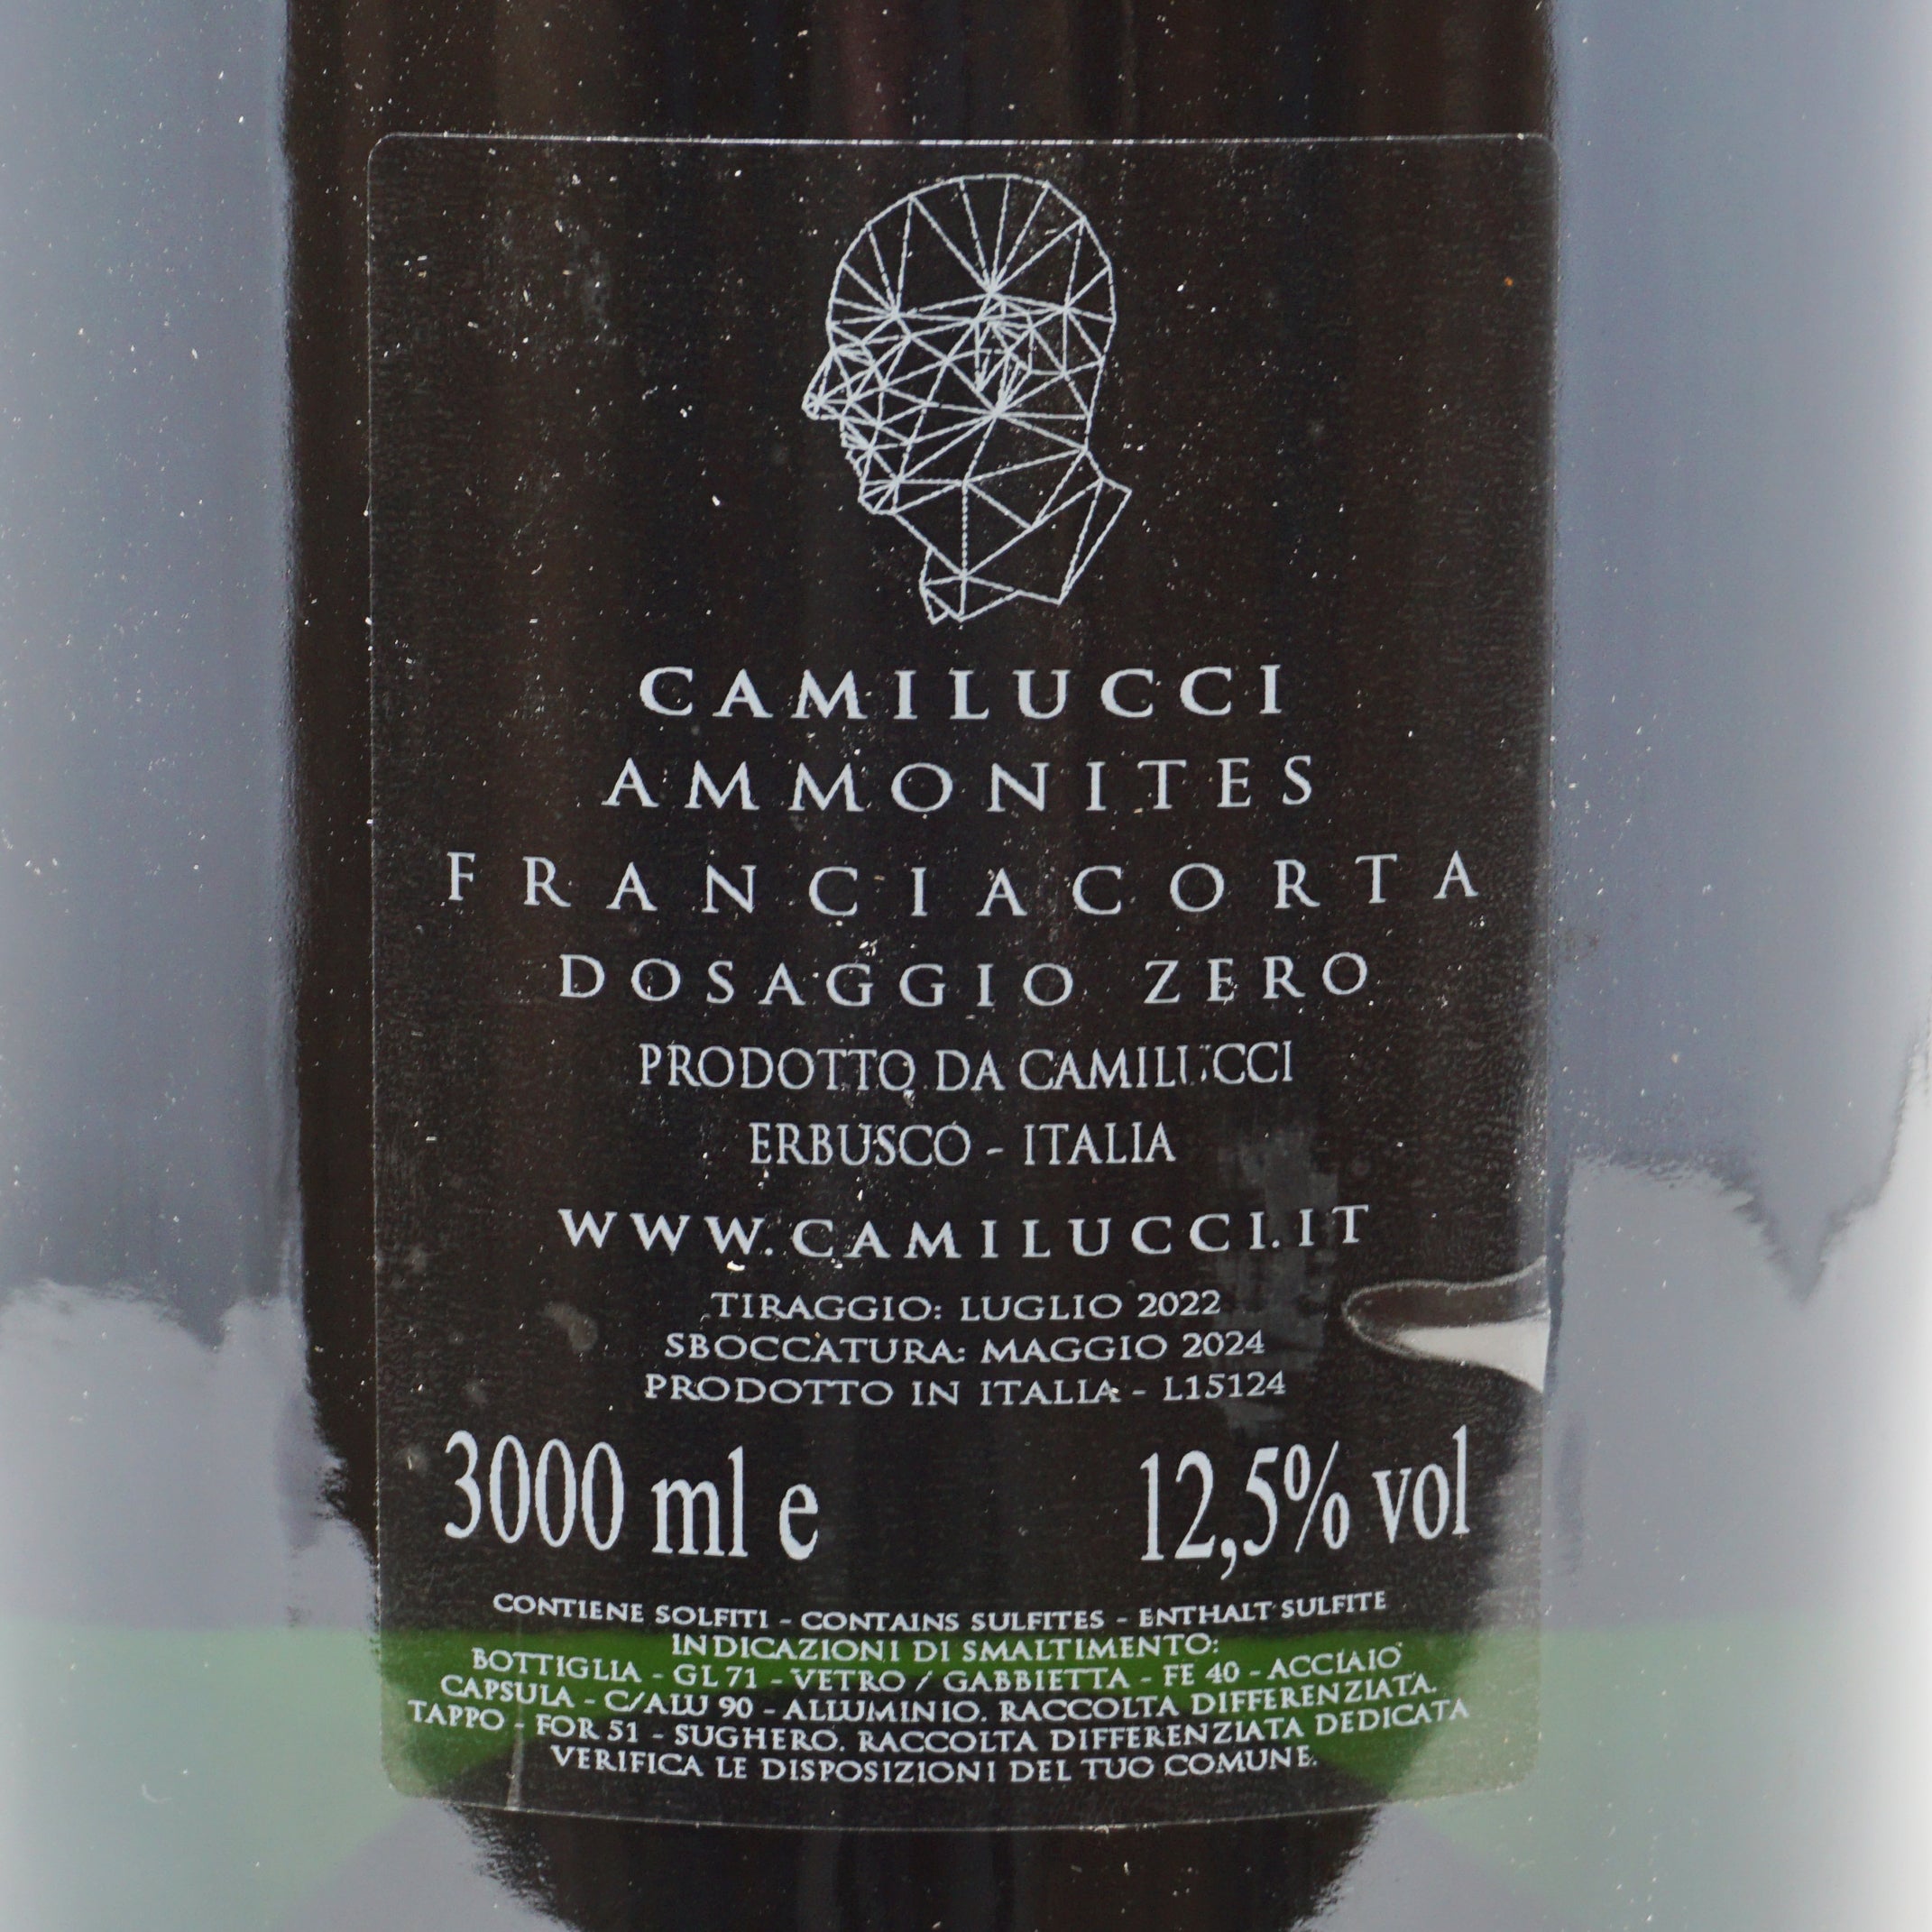 CAMILUCCI
AMMONITES
FRANCIACORTA
DOSAGGIO ZERO
PRODOTTO DA CAMILUCCI
ERBUSCO - ITALIA
WWW.CAMILUCCI.IT
TIRAGGIO: LUGLIO 2022
SBOCCATURA: MAGGIO 2024
PRODOTTO IN ITALIA - L15124
3000 ml e 12,5% vol
CONTIENE SOLFITI - CONTAINS SULFITES - ENTHALT SULFITE
INDICAZIONI DI SMALTIMENTO:
BOTTIGLIA - GL 71 - VETRO / GABBIETTA - FE 40 - ACCIAIO
CAPSULA - C/ALU 90 - ALLUMINIO. RACCOLTA DIFFERENZIATA.
TAPPO - FOR 51 - SUGHERO. RACCOLTA DIFFERENZIATA DEDICATA
VERIFICA LE DISPOSIZIONI DEL TUO COMUNE.